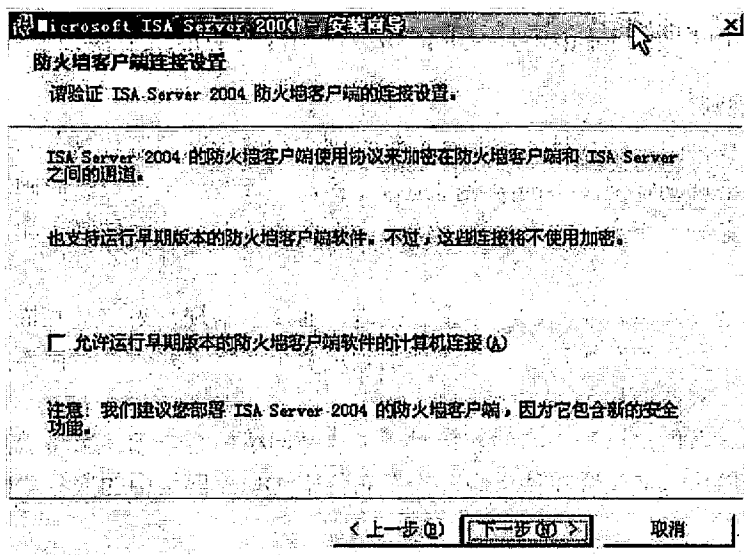 Microsoft ISA Server 2004 - 安装向导
防火墙客户端连接设置
请验证 ISA Server 2004 防火墙客户端的连接设置。
ISA Server 2004 的防火墙客户端使用协议来加密在防火墙客户端和 ISA Server
之间的通道。
也支持运行早期版本的防火墙客户端软件。不过，这些连接将不使用加密。
允许运行早期版本的防火墙客户端软件的计算机连接(A)
注意: 我们建议您部署 ISA Server 2004 的防火墙客户端，因为它包含新的安全
功能。
< 上一步(B)
下一步(N) >
取消